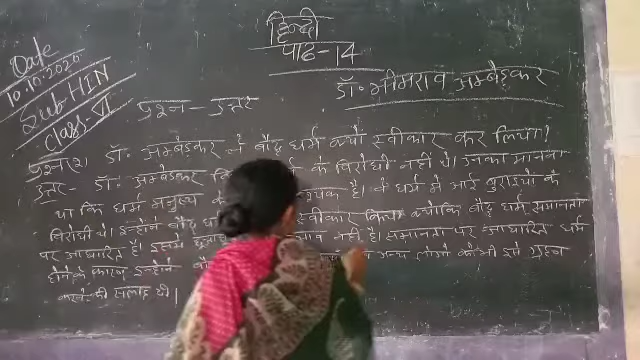 हिन्दी
पाठ-14
Date
10.10.2020
Sub HIN
Class-VI
डॉ॰ भीमराव अम्बेडकर
प्रश्न - उत्तर
प्रश्न(२) डॉ॰ अम्बेडकर ने बौद्ध धर्म क्यों स्वीकार कर लिया?
उत्तर- डॉ॰ अम्बेडकर के विरोधी नहीं थे। उनका मानना
था कि धर्म मनुष्य के है। वे धर्म में आई बुराइयों के
विरोधी थे। उन्होंने बौद्ध स्वीकार किया क्योंकि बौद्ध धर्म समानता
पर आधारित है। इसमें नहीं है। समानता पर आधारित धर्म
होने के कारण उन्होंने अन्य लोगों को भी इसे ग्रहण
करने की सलाह दी।